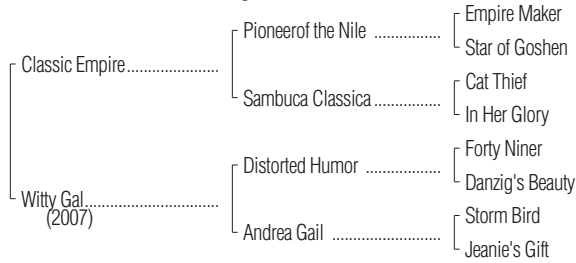 Empire Maker
Pioneerof the Nile ................
Star of Goshen
Classic Empire.......................
Cat Thief
Sambuca Classica................
In Her Glory
Forty Niner
Distorted Humor ..................
Danzig's Beauty
Witty Gal.................................
(2007)
Storm Bird
Andrea Gail ..........................
Jeanie's Gift